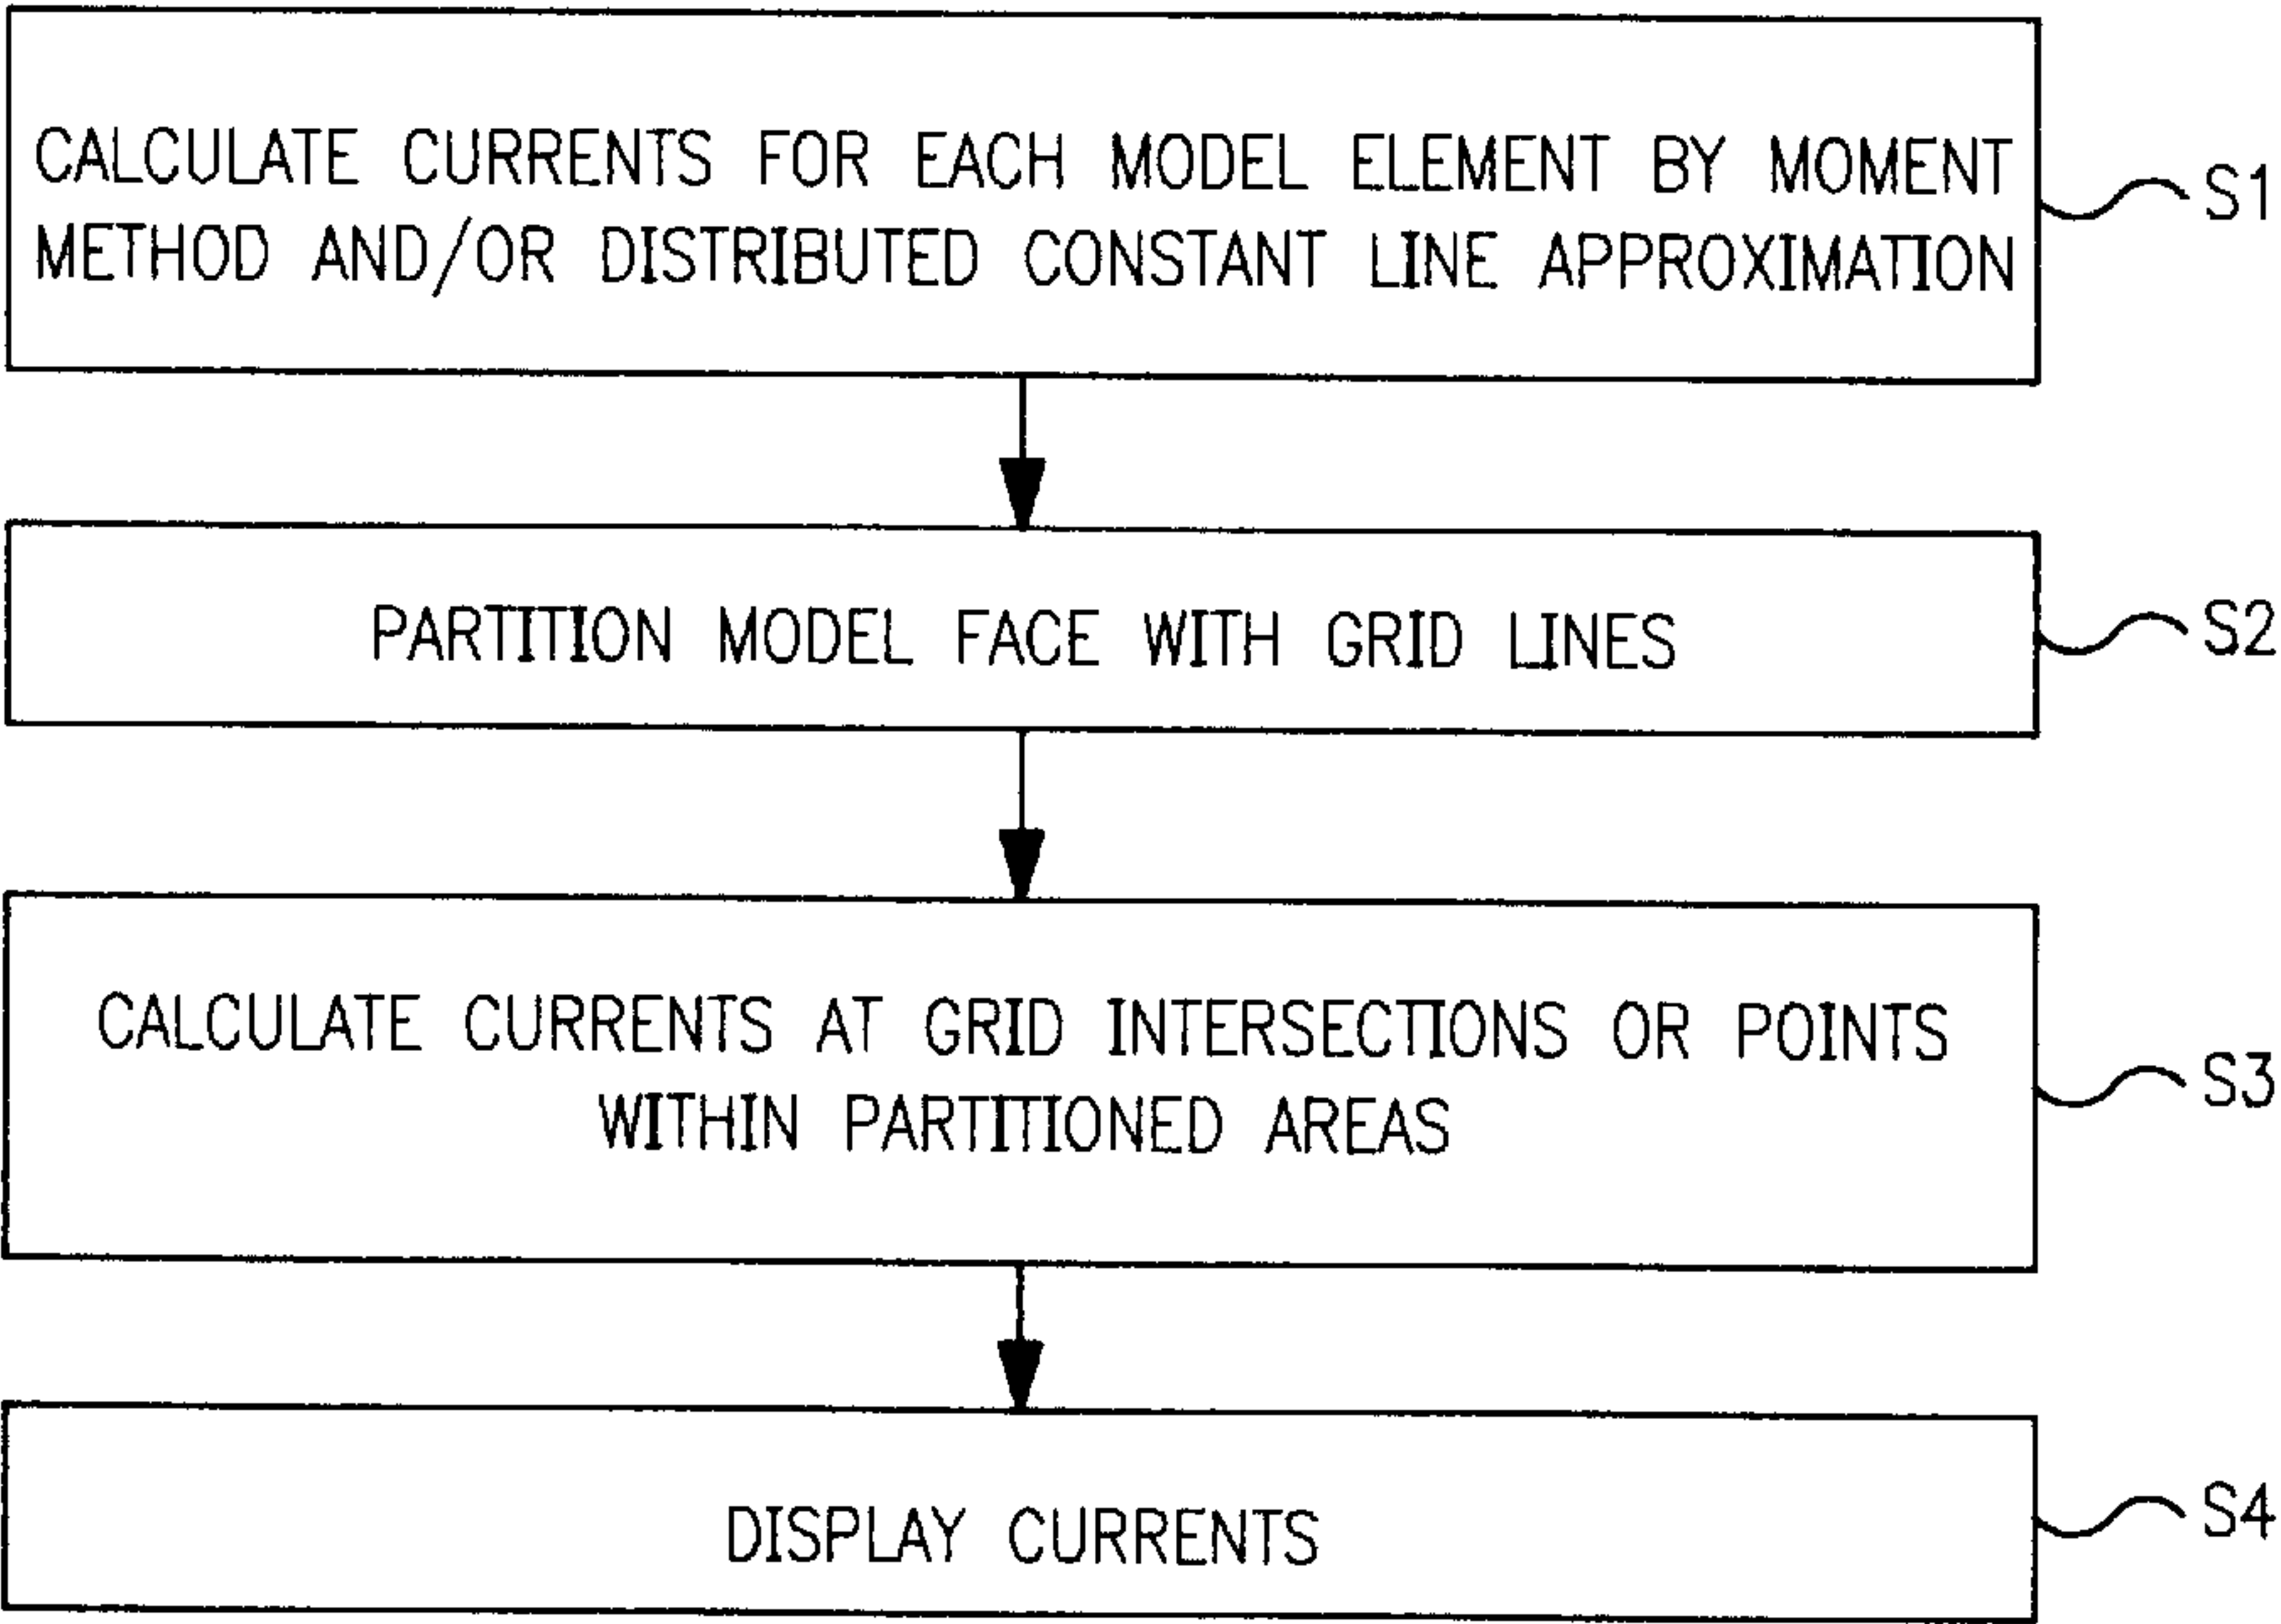 CALCULATE CURRENTS FOR EACH MODEL ELEMENT BY MOMENT
METHOD AND/OR DISTRIBUTED CONSTANT LINE APPROXIMATION
S1
PARTITION MODEL FACE WITH GRID LINES
S2
CALCULATE CURRENTS AT GRID INTERSECTIONS OR POINTS
WITHIN PARTITIONED AREAS
S3
DISPLAY CURRENTS
S4